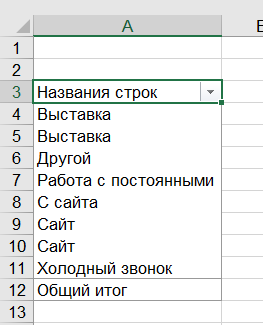 A
1
2
3 Названия строк
4 Выставка
5 Выставка
6 Другой
7 Работа с постоянными
8 С сайта
9 Сайт
10 Сайт
11 Холодный звонок
12 Общий итог